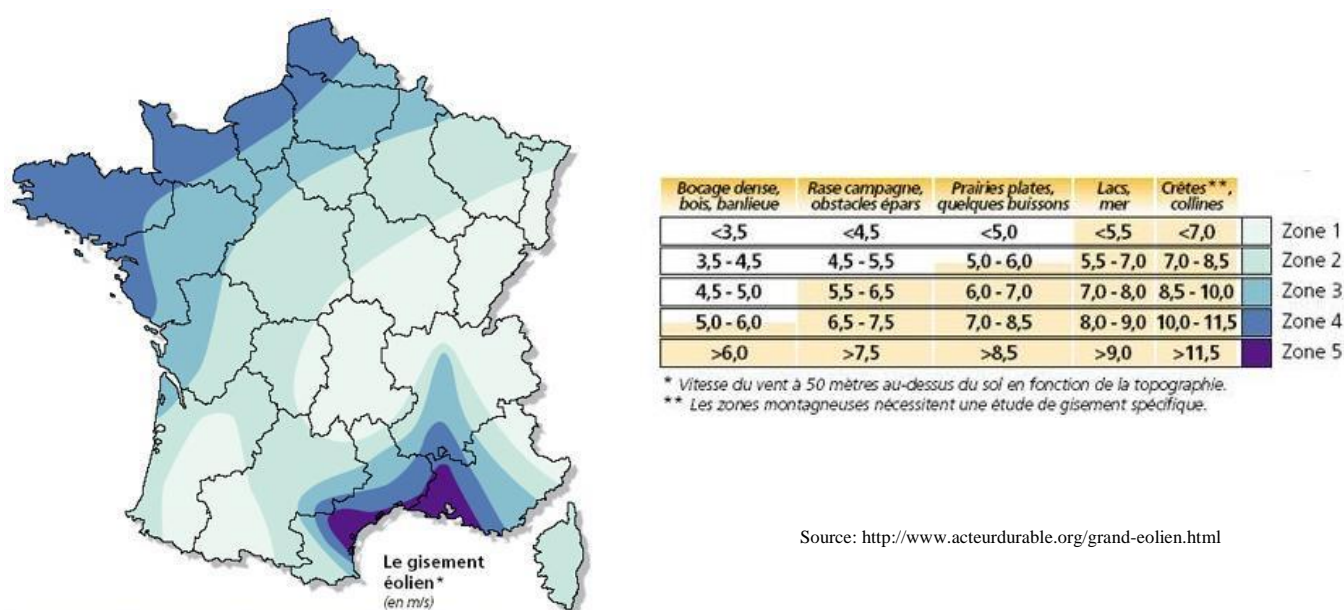 Bocage dense, bois, banlieue Rase campagne, obstacles épars Prairies plates, quelques buissons Lacs, mer Crêtes**, collines
<3,5 <4,5 <5,0 <5,5 <7,0 Zone 1
3,5 - 4,5 4,5 - 5,5 5,0 - 6,0 5,5 - 7,0 7,0 - 8,5 Zone 2
4,5 - 5,0 5,5 - 6,5 6,0 - 7,0 7,0 - 8,0 8,5 - 10,0 Zone 3
5,0 - 6,0 6,5 - 7,5 7,0 - 8,5 8,0 - 9,0 10,0 - 11,5 Zone 4
>6,0 >7,5 >8,5 >9,0 >11,5 Zone 5
* Vitesse du vent à 50 mètres au-dessus du sol en fonction de la topographie.
** Les zones montagneuses nécessitent une étude de gisement spécifique.
Source: http://www.acteurdurable.org/grand-eolien.html
Le gisement
éolien*
(en m/s)